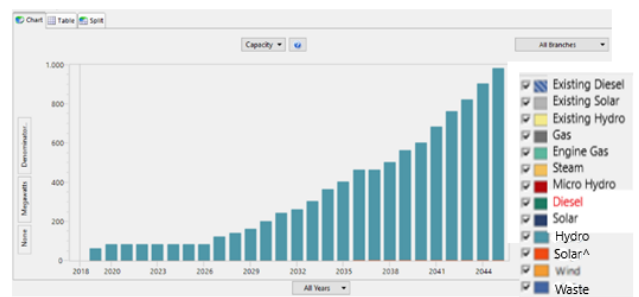 Chart Table Split
Capacity
All Branches
1.000
800
600
400
200
0
Denominator..
Megawatts
None
2018 2020 2023 2026 2029 2032 2035 2038 2041 2044
All Years
Existing Diesel
Existing Solar
Existing Hydro
Gas
Engine Gas
Steam
Micro Hydro
Diesel
Solar
Hydro
Solar^
Wind
Waste